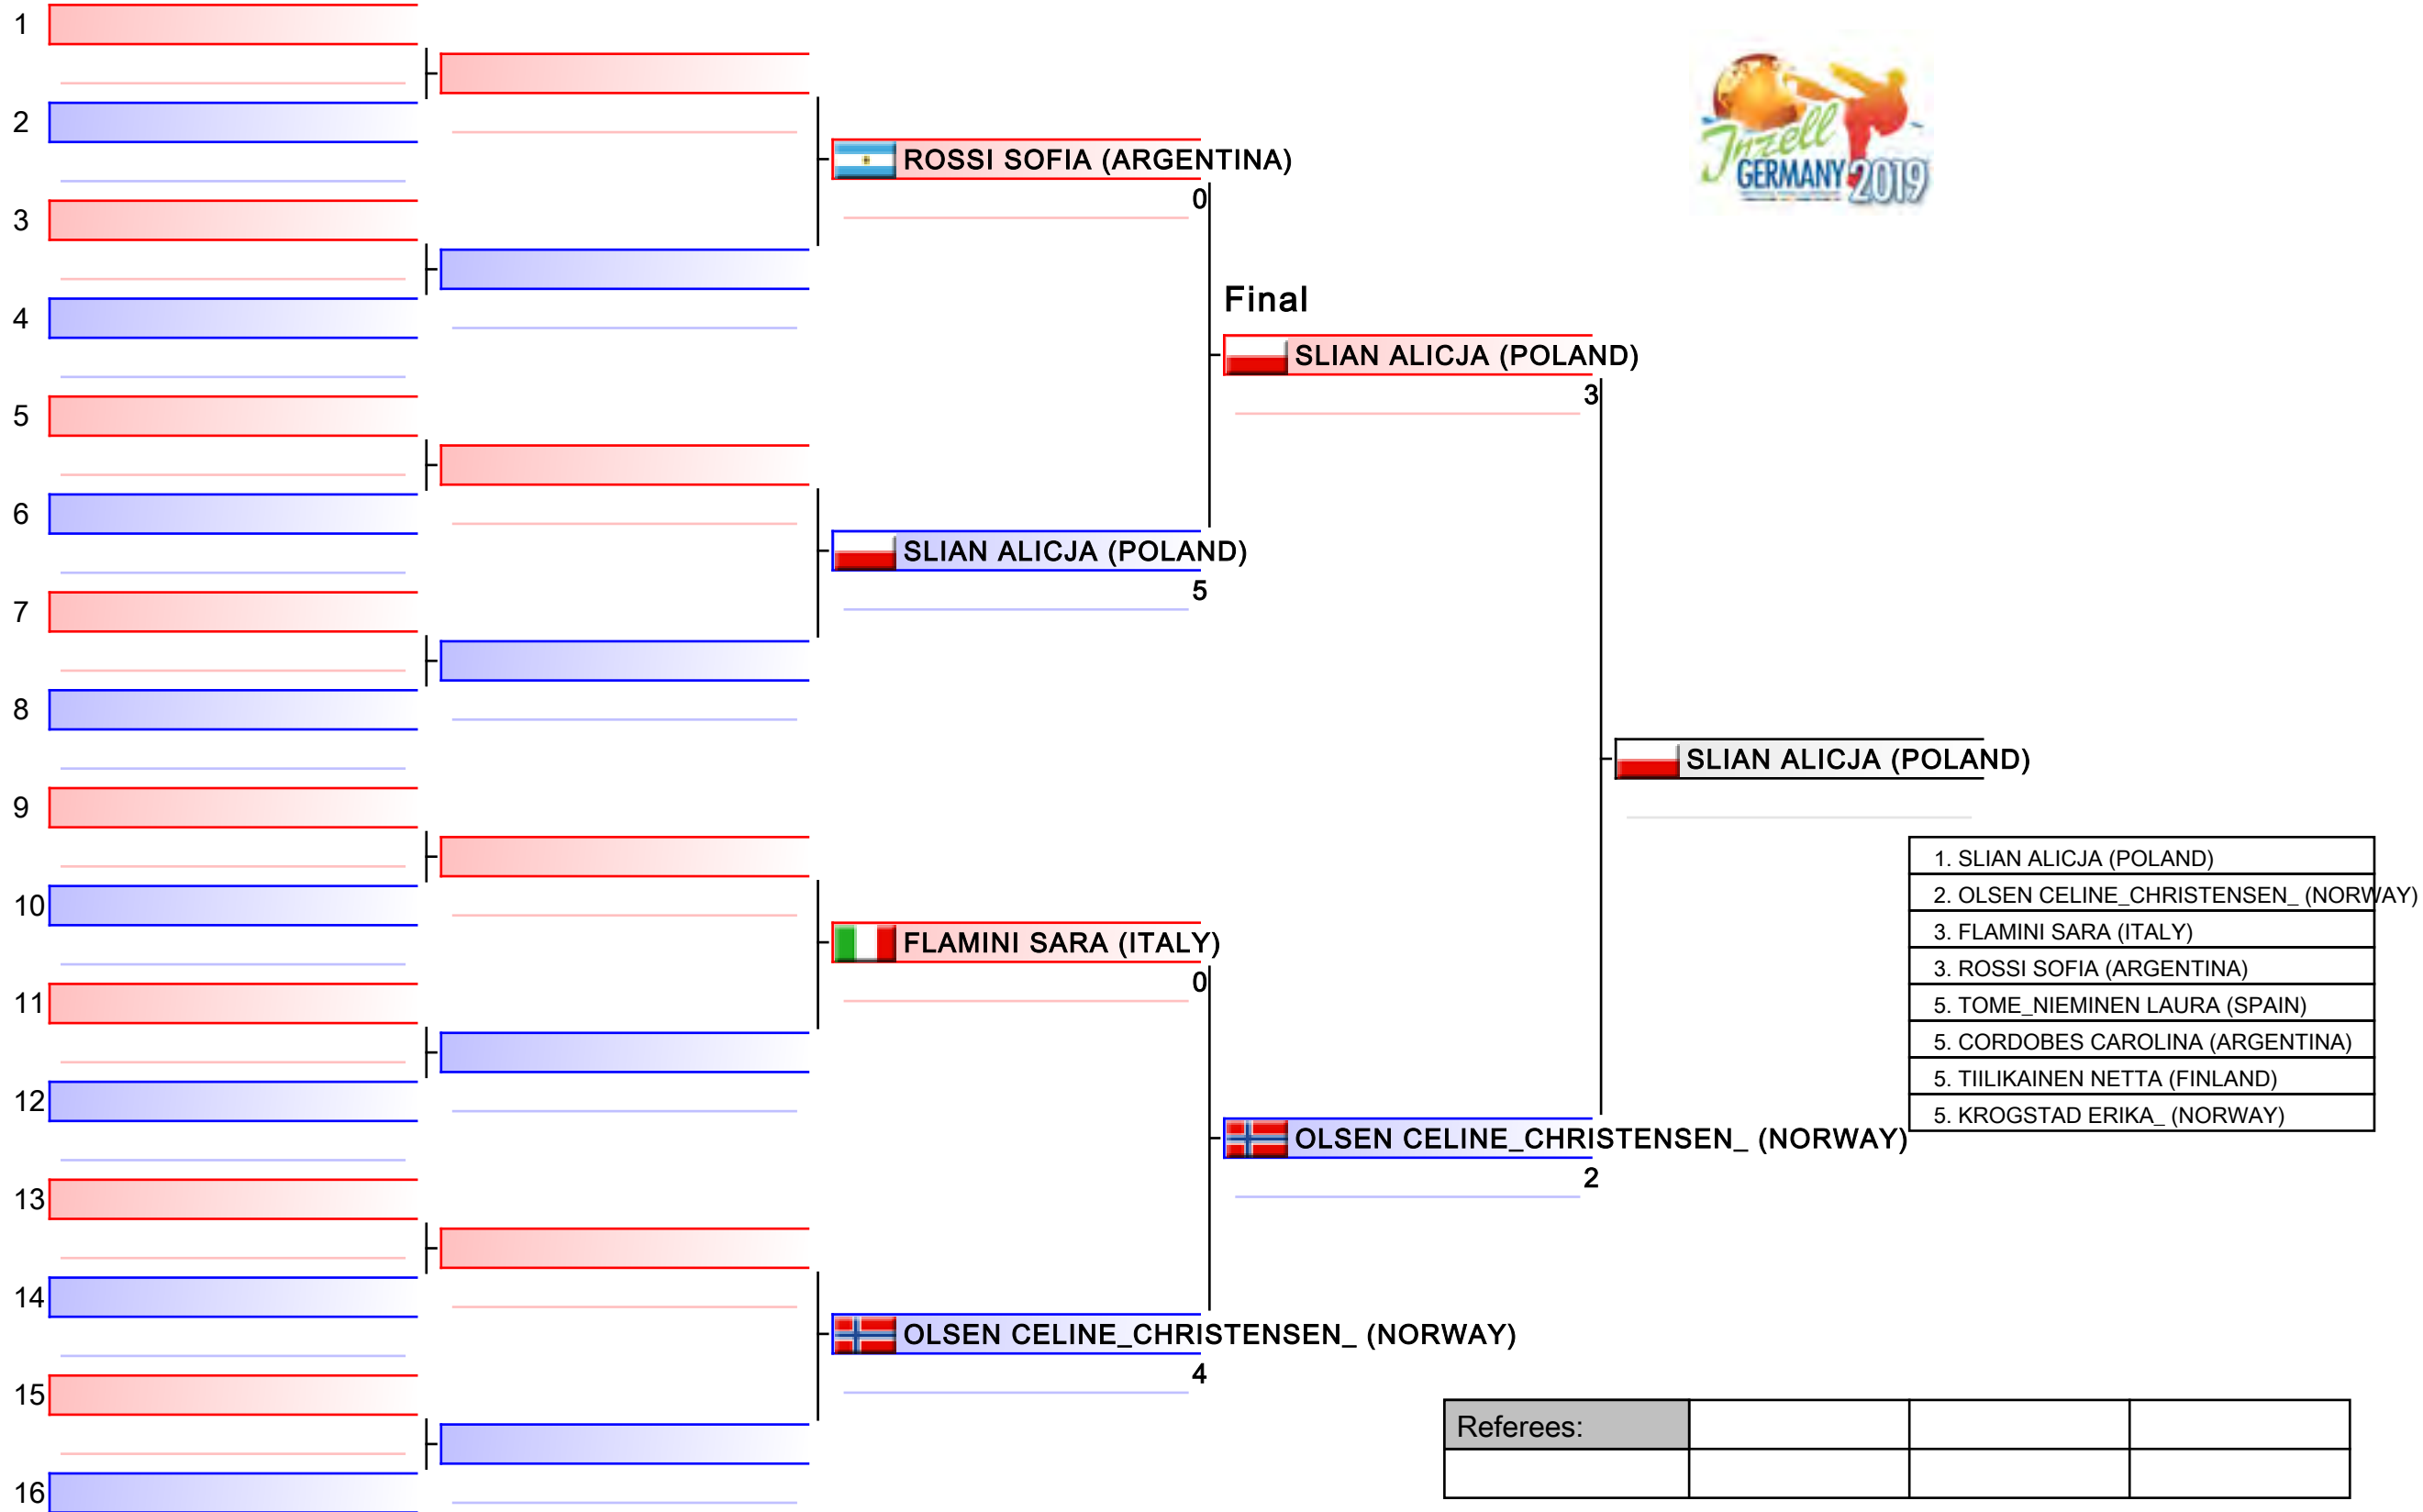 1
2
3
4
5
6
7
8
9
10
11
12
13
14
15
16
ROSSI SOFIA (ARGENTINA)
0
SLIAN ALICJA (POLAND)
5
FLAMINI SARA (ITALY)
0
OLSEN CELINE_CHRISTENSEN_ (NORWAY)
4
Final
SLIAN ALICJA (POLAND)
3
OLSEN CELINE_CHRISTENSEN_ (NORWAY)
2
SLIAN ALICJA (POLAND)
Inzell
GERMANY 2019
1. SLIAN ALICJA (POLAND)
2. OLSEN CELINE_CHRISTENSEN_ (NORWAY)
3. FLAMINI SARA (ITALY)
3. ROSSI SOFIA (ARGENTINA)
5. TOME_NIEMINEN LAURA (SPAIN)
5. CORDOBES CAROLINA (ARGENTINA)
5. TIILIKAINEN NETTA (FINLAND)
5. KROGSTAD ERIKA_ (NORWAY)
Referees: